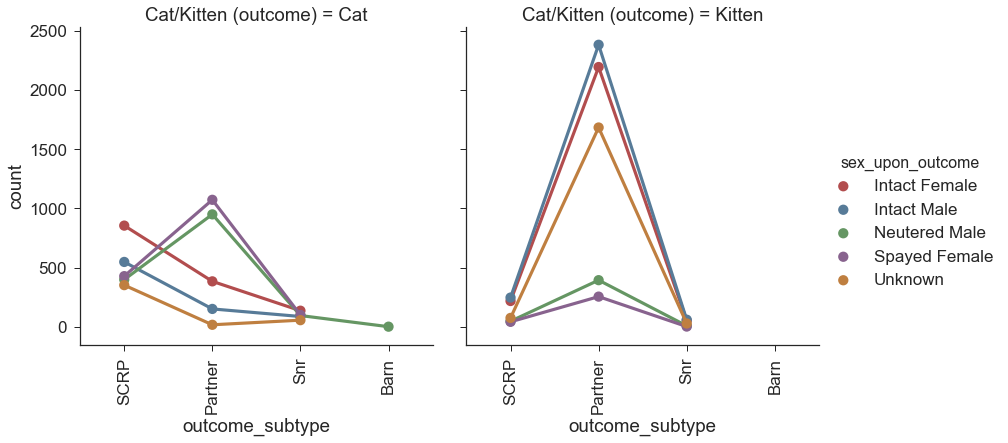 Cat/Kitten (outcome) = Cat
Cat/Kitten (outcome) = Kitten
2500
2000
1500
1000
500
0
count
SCRP
Partner
Snr
Barn
outcome_subtype
SCRP
Partner
Snr
Barn
outcome_subtype
sex_upon_outcome
Intact Female
Intact Male
Neutered Male
Spayed Female
Unknown